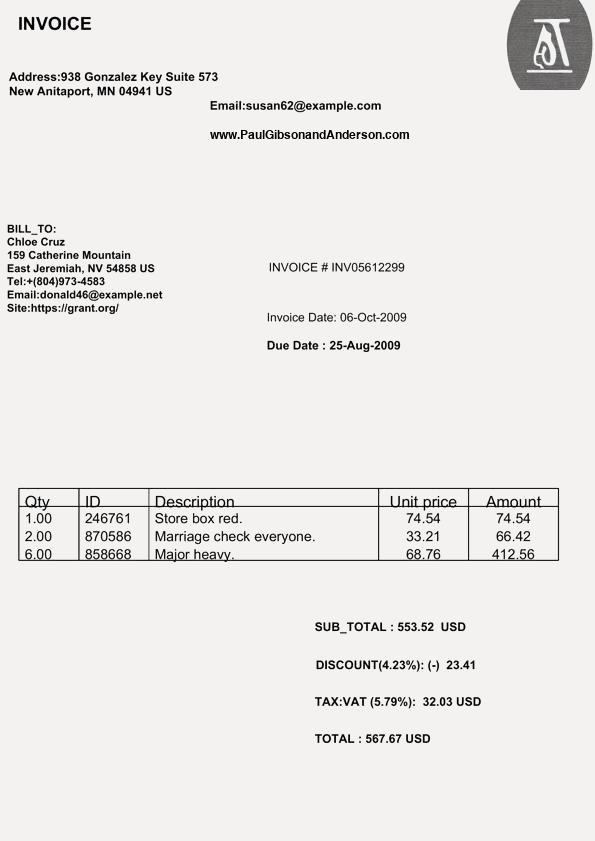 INVOICE
Address:938 Gonzalez Key Suite 573
New Anitaport, MN 04941 US
Email:susan62@example.com
www.PaulGibsonandAnderson.com
BILL_TO:
Chloe Cruz
159 Catherine Mountain
East Jeremiah, NV 54858 US
Tel:+(804)973-4583
Email:donald46@example.net
Site:https://grant.org/
INVOICE # INV05612299
Invoice Date: 06-Oct-2009
Due Date : 25-Aug-2009
Qty ID Description Unit price Amount
1.00 246761 Store box red. 74.54 74.54
2.00 870586 Marriage check everyone. 33.21 66.42
6.00 858668 Major heavy. 68.76 412.56
SUB_TOTAL : 553.52 USD
DISCOUNT(4.23%): (-) 23.41
TAX:VAT (5.79%): 32.03 USD
TOTAL : 567.67 USD